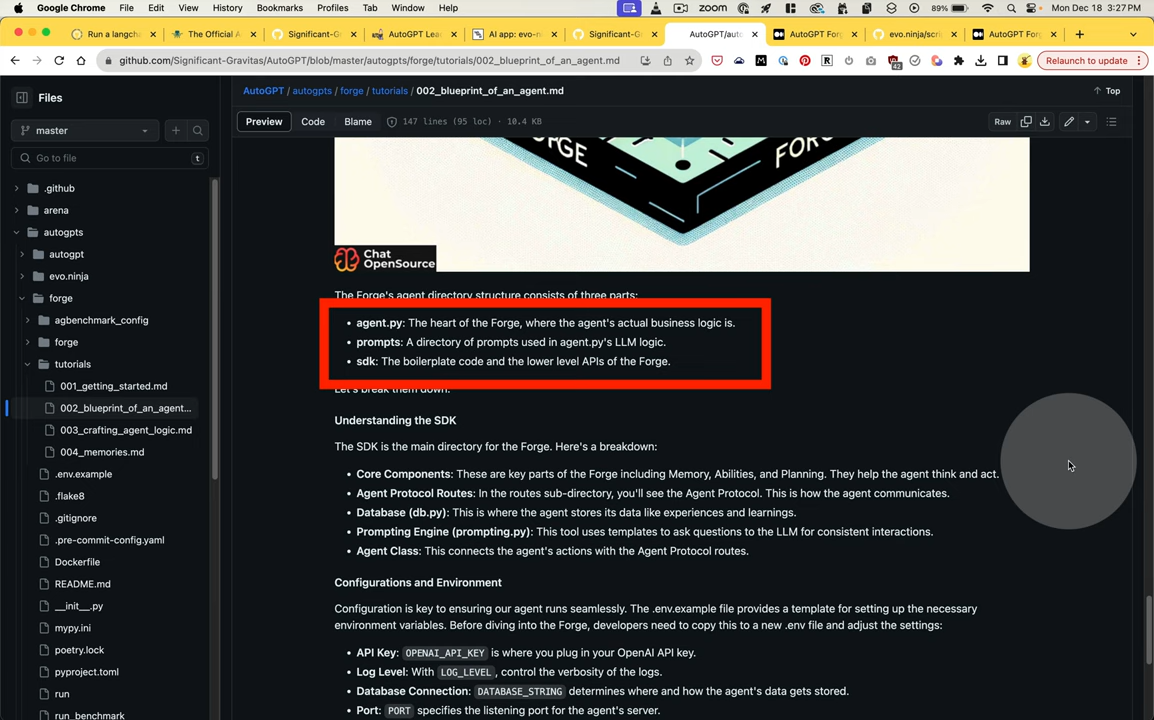 Google Chrome File Edit View History Bookmarks Profiles Tab Window Help zoom 89% Mon Dec 18 3:27 PM
Run a langcha The Official A Significant-G AutoGPT Leac AI app: evo-n Significant-G AutoGPT/auto AutoGPT For evo.ninja/scri AutoGPT For
github.com/Significant-Gravitas/AutoGPT/blob/master/autogpts/forge/tutorials/002_blueprint_of_an_agent.md 42 Relaunch to update
Files
AutoGPT / autogpts / forge / tutorials / 002_blueprint_of_an_agent.md Top
master
Preview Code Blame 147 lines (95 loc) · 10.4 KB Raw
Go to file t
.github
arena
autogpts
autogpt
evo.ninja
forge
agbenchmark_config
forge
tutorials
001_getting_started.md
002_blueprint_of_an_agent...
003_crafting_agent_logic.md
004_memories.md
.env.example
.flake8
.gitignore
.pre-commit-config.yaml
Dockerfile
README.md
__init__.py
mypy.ini
poetry.lock
pyproject.toml
run
run_benchmark
FORGE FORG
Chat
OpenSource
The Forge's agent directory structure consists of three parts:
• agent.py: The heart of the Forge, where the agent's actual business logic is.
• prompts: A directory of prompts used in agent.py's LLM logic.
• sdk: The boilerplate code and the lower level APIs of the Forge.
Let's break them down.
Understanding the SDK
The SDK is the main directory for the Forge. Here's a breakdown:
• Core Components: These are key parts of the Forge including Memory, Abilities, and Planning. They help the agent think and act.
• Agent Protocol Routes: In the routes sub-directory, you'll see the Agent Protocol. This is how the agent communicates.
• Database (db.py): This is where the agent stores its data like experiences and learnings.
• Prompting Engine (prompting.py): This tool uses templates to ask questions to the LLM for consistent interactions.
• Agent Class: This connects the agent's actions with the Agent Protocol routes.
Configurations and Environment
Configuration is key to ensuring our agent runs seamlessly. The .env.example file provides a template for setting up the necessary
environment variables. Before diving into the Forge, developers need to copy this to a new .env file and adjust the settings:
• API Key: OPENAI_API_KEY is where you plug in your OpenAI API key.
• Log Level: With LOG_LEVEL, control the verbosity of the logs.
• Database Connection: DATABASE_STRING determines where and how the agent's data gets stored.
• Port: PORT specifies the listening port for the agent's server.